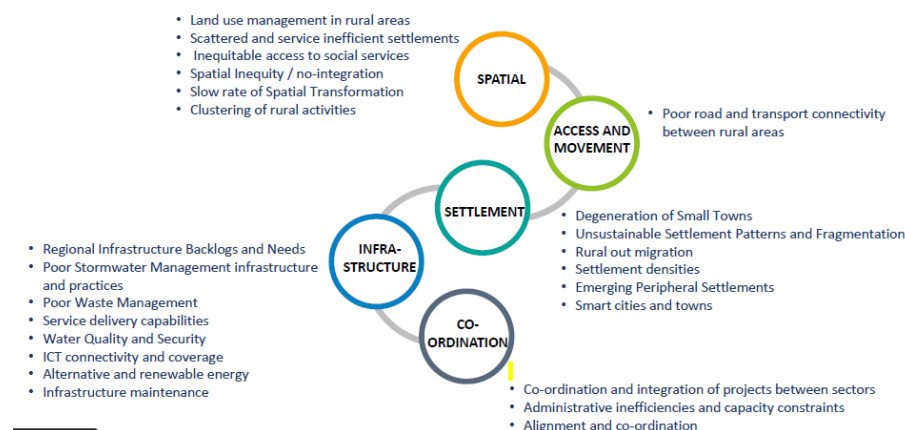 • Land use management in rural areas
• Scattered and service inefficient settlements
• Inequitable access to social services
• Spatial Inequity / no-integration
• Slow rate of Spatial Transformation
• Clustering of rural activities
SPATIAL
ACCESS AND
MOVEMENT
• Poor road and transport connectivity
between rural areas
SETTLEMENT
• Degeneration of Small Towns
• Unsustainable Settlement Patterns and Fragmentation
• Rural out migration
• Settlement densities
• Emerging Peripheral Settlements
• Smart cities and towns
INFRA-
STRUCTURE
• Regional Infrastructure Backlogs and Needs
• Poor Stormwater Management infrastructure
and practices
• Poor Waste Management
• Service delivery capabilities
• Water Quality and Security
• ICT connectivity and coverage
• Alternative and renewable energy
• Infrastructure maintenance
CO-
ORDINATION
• Co-ordination and integration of projects between sectors
• Administrative inefficiencies and capacity constraints
• Alignment and co-ordination